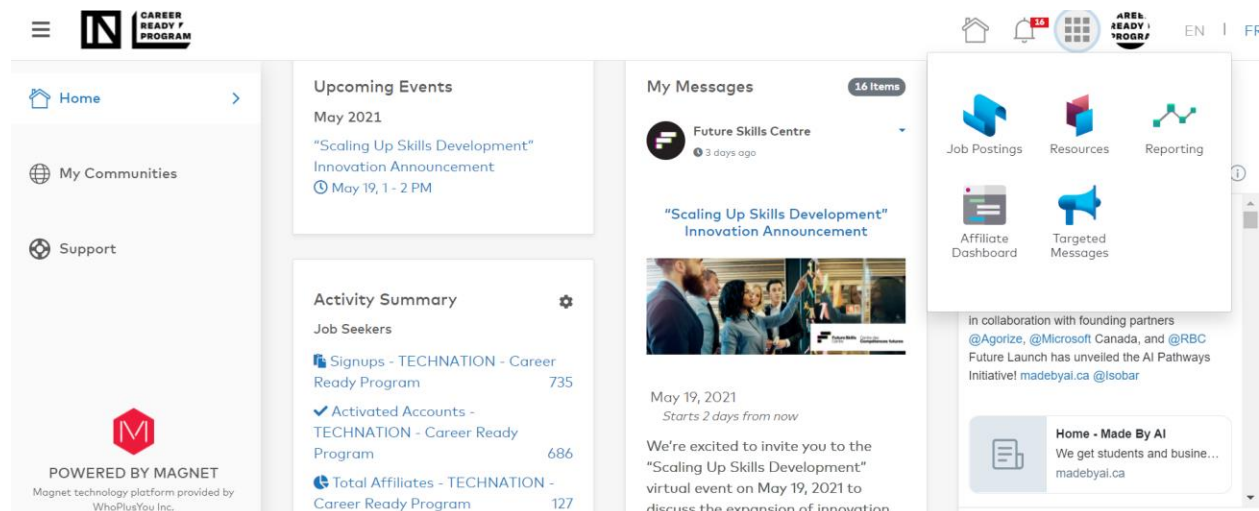 CAREER
READY
PROGRAM
16
EN | FR
Home
My Communities
Support
POWERED BY MAGNET
Magnet technology platform provided by
WhoPlusYou Inc.
Upcoming Events
May 2021
"Scaling Up Skills Development"
Innovation Announcement
May 19, 1 - 2 PM
Activity Summary
Job Seekers
Signups - TECHNATION - Career
Ready Program 735
Activated Accounts -
TECHNATION - Career Ready
Program 686
Total Affiliates - TECHNATION -
Career Ready Program 127
My Messages 16 Items
Future Skills Centre
3 days ago
"Scaling Up Skills Development"
Innovation Announcement
May 19, 2021
Starts 2 days from now
We're excited to invite you to the
"Scaling Up Skills Development"
virtual event on May 19, 2021 to
discuss the expansion of innovation
Job Postings
Resources
Reporting
Affiliate
Dashboard
Targeted
Messages
in collaboration with founding partners
@Agorize, @Microsoft Canada, and @RBC
Future Launch has unveiled the AI Pathways
Initiative! madebyai.ca @Isobar
Home - Made By AI
We get students and busine...
madebyai.ca